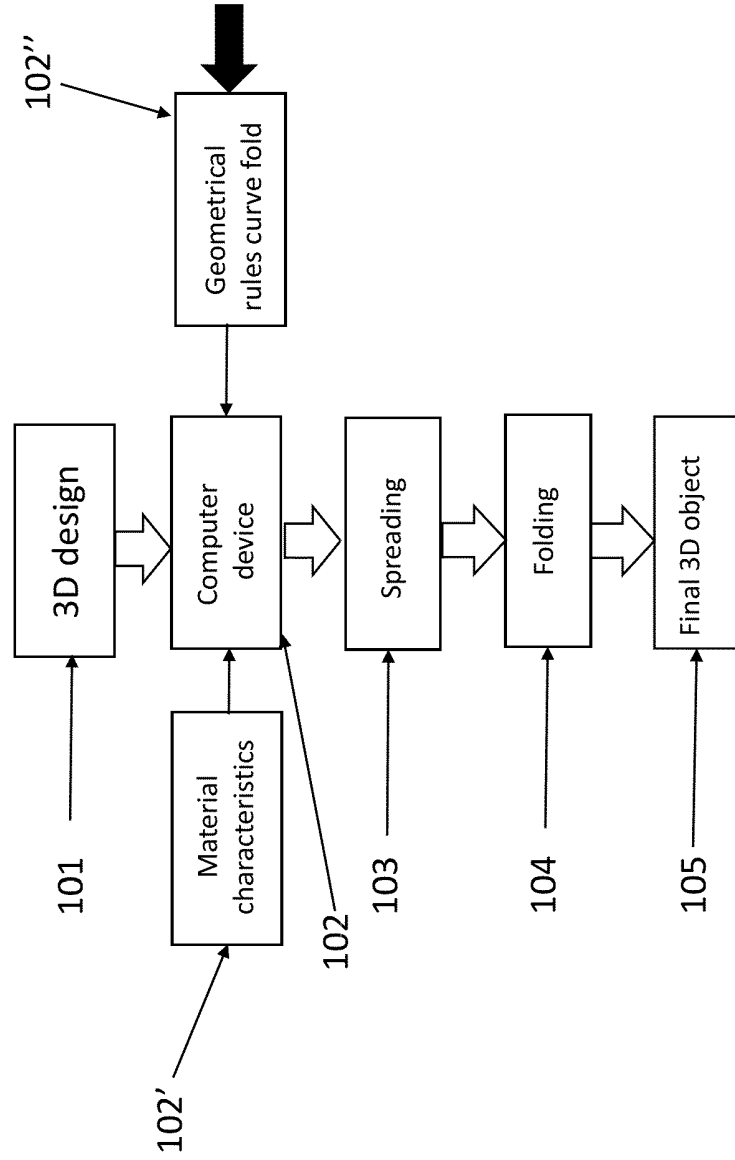 101
3D design
102'
Material
characteristics
102
Computer
device
102''
Geometrical
rules curve fold
103
Spreading
104
Folding
105
Final 3D object